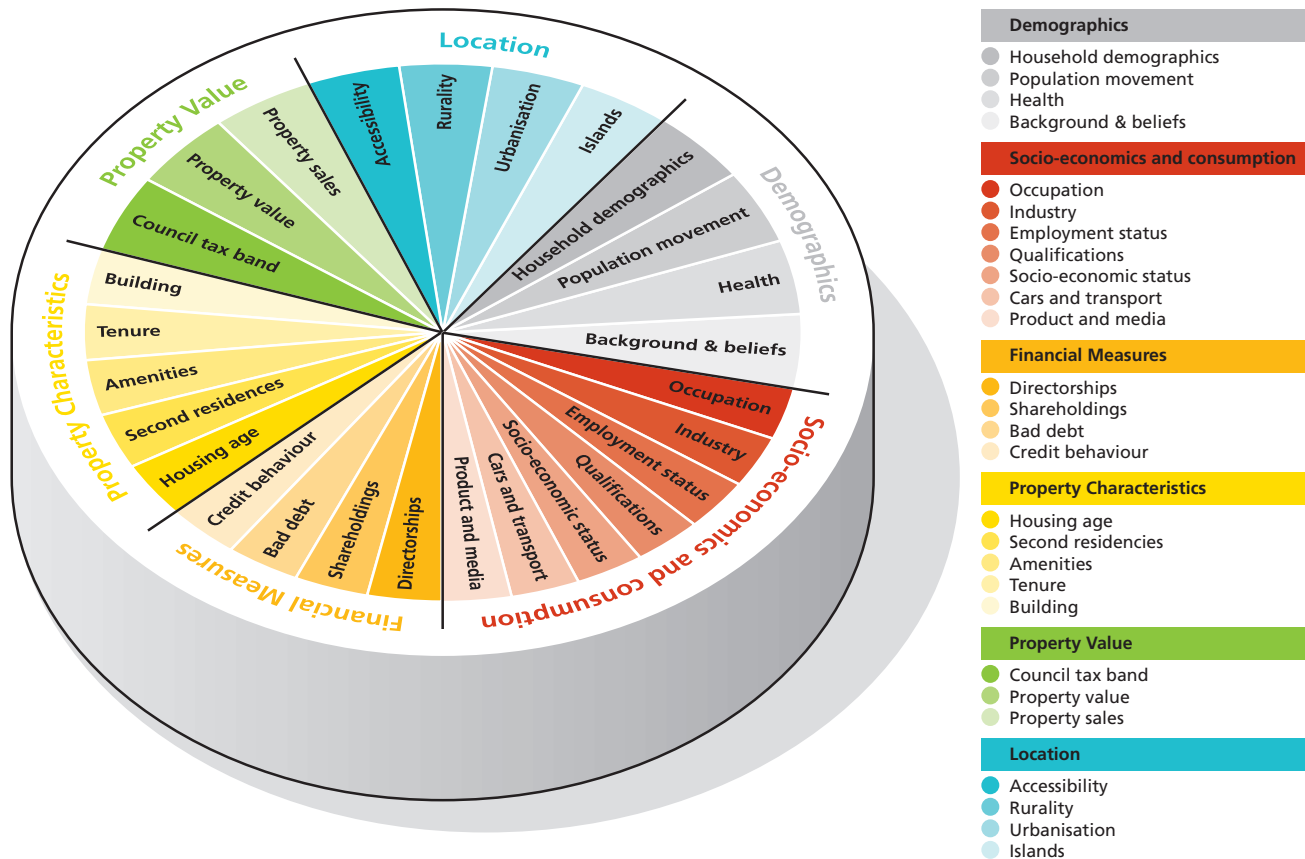 Location
Accessibility
Rurality
Urbanisation
Islands
Demographics
Household demographics
Population movement
Health
Background & beliefs
Socio-economics and consumption
Occupation
Industry
Employment status
Qualifications
Socio-economic status
Cars and transport
Product and media
Financial Measures
Directorships
Shareholdings
Bad debt
Credit behaviour
Property Characteristics
Housing age
Second residences
Amenities
Tenure
Building
Property Value
Council tax band
Property value
Property sales
Demographics
Household demographics
Population movement
Health
Background & beliefs
Socio-economics and consumption
Occupation
Industry
Employment status
Qualifications
Socio-economic status
Cars and transport
Product and media
Financial Measures
Directorships
Shareholdings
Bad debt
Credit behaviour
Property Characteristics
Housing age
Second residencies
Amenities
Tenure
Building
Property Value
Council tax band
Property value
Property sales
Location
Accessibility
Rurality
Urbanisation
Islands